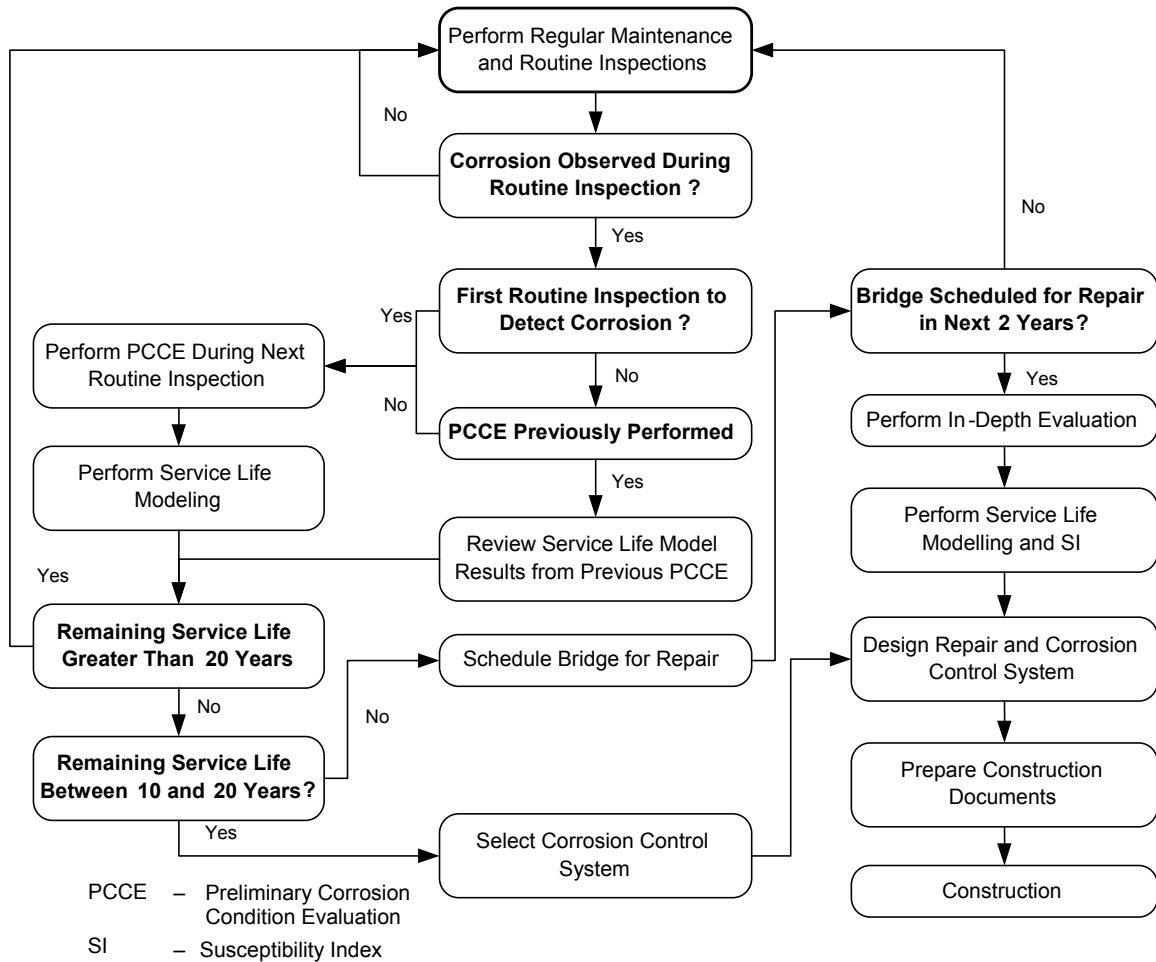 Perform Regular Maintenance
and Routine Inspections
No
Corrosion Observed During
Routine Inspection ?
No
Yes
First Routine Inspection to
Detect Corrosion ?
Bridge Scheduled for Repair
in Next 2 Years?
Yes
Perform PCCE During Next
Routine Inspection
No
Yes
No
PCCE Previously Performed
Perform In-Depth Evaluation
Perform Service Life
Modeling
Yes
Review Service Life Model
Results from Previous PCCE
Perform Service Life
Modelling and SI
Yes
Remaining Service Life
Greater Than 20 Years
Schedule Bridge for Repair
Design Repair and Corrosion
Control System
No
No
Remaining Service Life
Between 10 and 20 Years?
Prepare Construction
Documents
Yes
Select Corrosion Control
System
Construction
PCCE – Preliminary Corrosion
Condition Evaluation
SI – Susceptibility Index